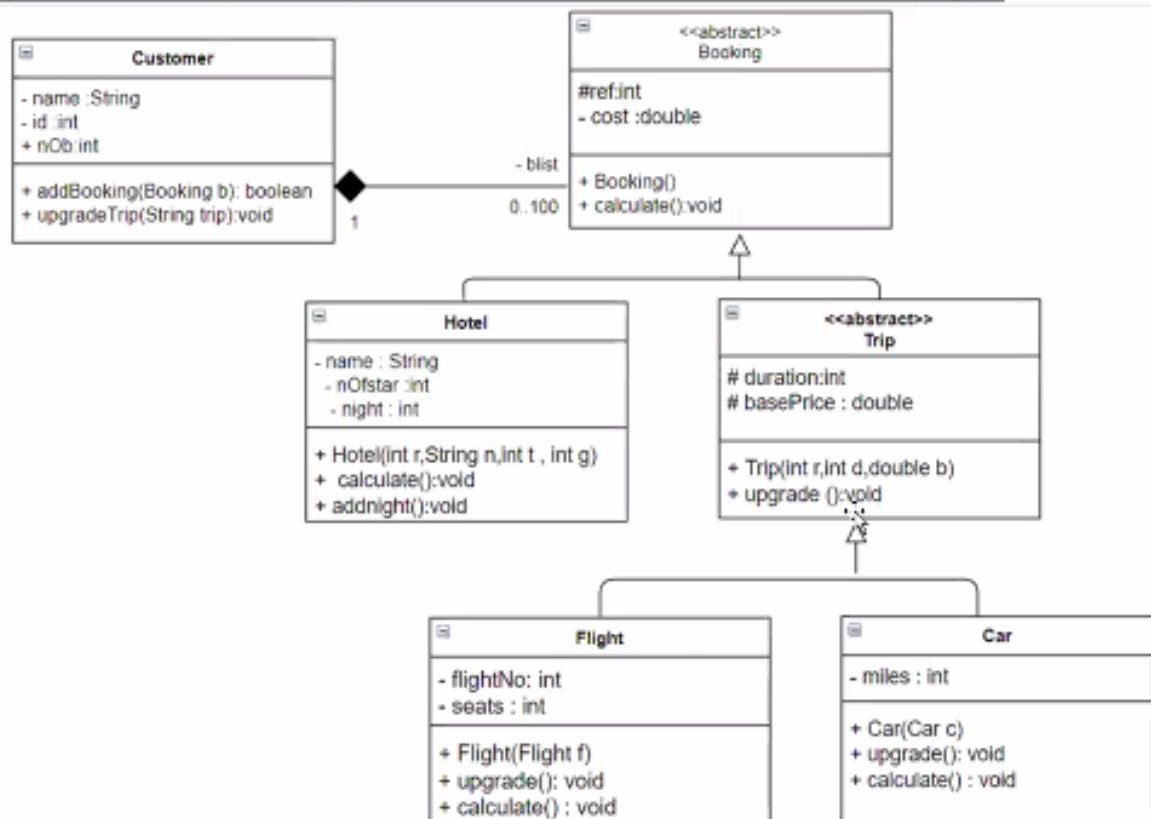 Customer
- name :String
- id :int
+ nOb:int
+ addBooking(Booking b): boolean
+ upgradeTrip(String trip):void
1
- blist
0..100
<<abstract>>
Booking
#ref:int
- cost :double
+ Booking()
+ calculate():void
Hotel
- name : String
- nOfstar :int
- night : int
+ Hotel(int r,String n,int t , int g)
+ calculate():void
+ addnight():void
<<abstract>>
Trip
# duration:int
# basePrice : double
+ Trip(int r,int d,double b)
+ upgrade ():void
Flight
- flightNo: int
- seats : int
+ Flight(Flight f)
+ upgrade(): void
+ calculate() : void
Car
- miles : int
+ Car(Car c)
+ upgrade(): void
+ calculate() : void